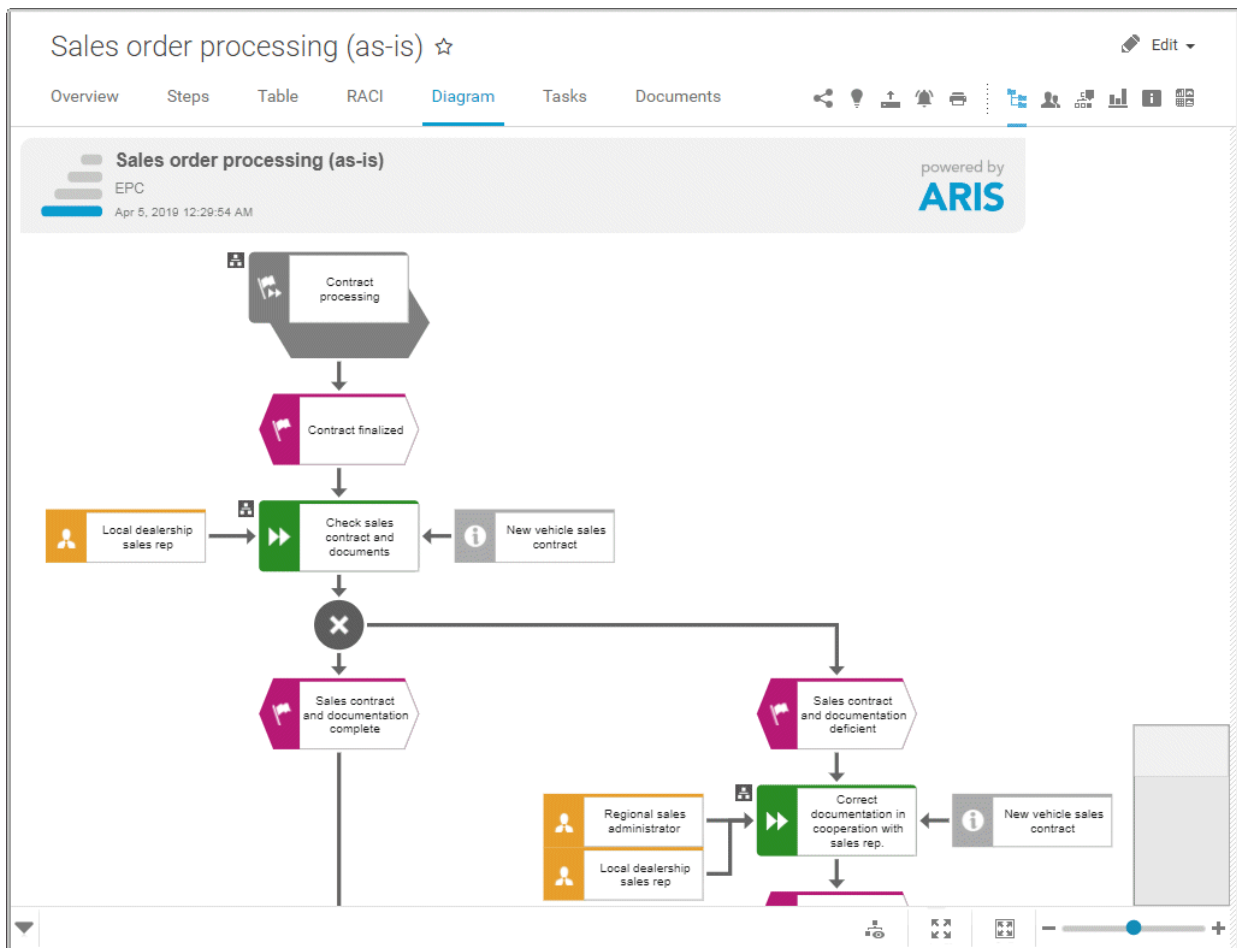 Sales order processing (as-is)
Edit
Overview
Steps
Table
RACI
Diagram
Tasks
Documents
Sales order processing (as-is)
EPC
Apr 5, 2019 12:29:54 AM
powered by
ARIS
Contract
processing
Contract finalized
Local dealership
sales rep
Check sales
contract and
documents
New vehicle sales
contract
Sales contract
and documentation
complete
Sales contract
and documentation
deficient
Regional sales
administrator
Local dealership
sales rep
Correct
documentation in
cooperation with
sales rep.
New vehicle sales
contract